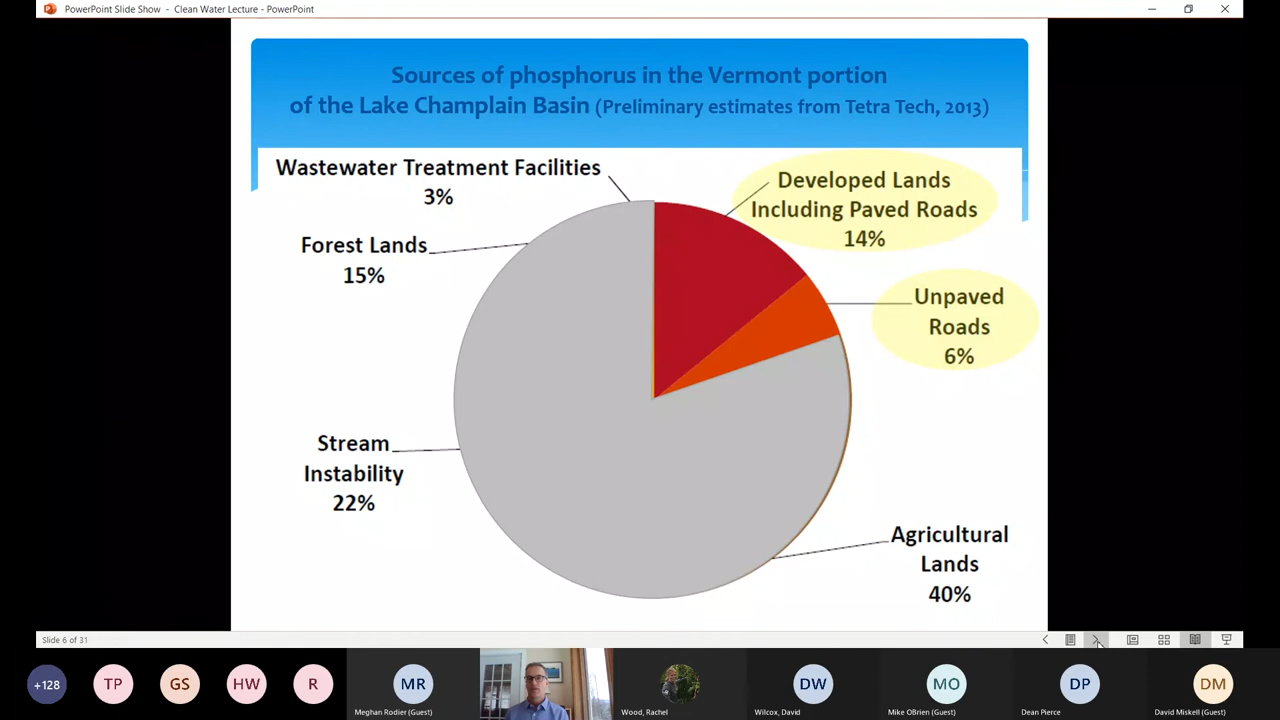 PowerPoint Slide Show - Clean Water Lecture - PowerPoint
Sources of phosphorus in the Vermont portion
of the Lake Champlain Basin (Preliminary estimates from Tetra Tech, 2013)
Wastewater Treatment Facilities
3%
Developed Lands
Including Paved Roads
14%
Forest Lands
15%
Unpaved
Roads
6%
Stream
Instability
22%
Agricultural
Lands
40%
Slide 6 of 31
+128
TP
GS
HW
R
MR
DW
MO
DP
DM
Meghan Rodier (Guest)
Wood, Rachel
Wilcox, David
Mike OBrien (Guest)
Dean Pierce
David Miskell (Guest)